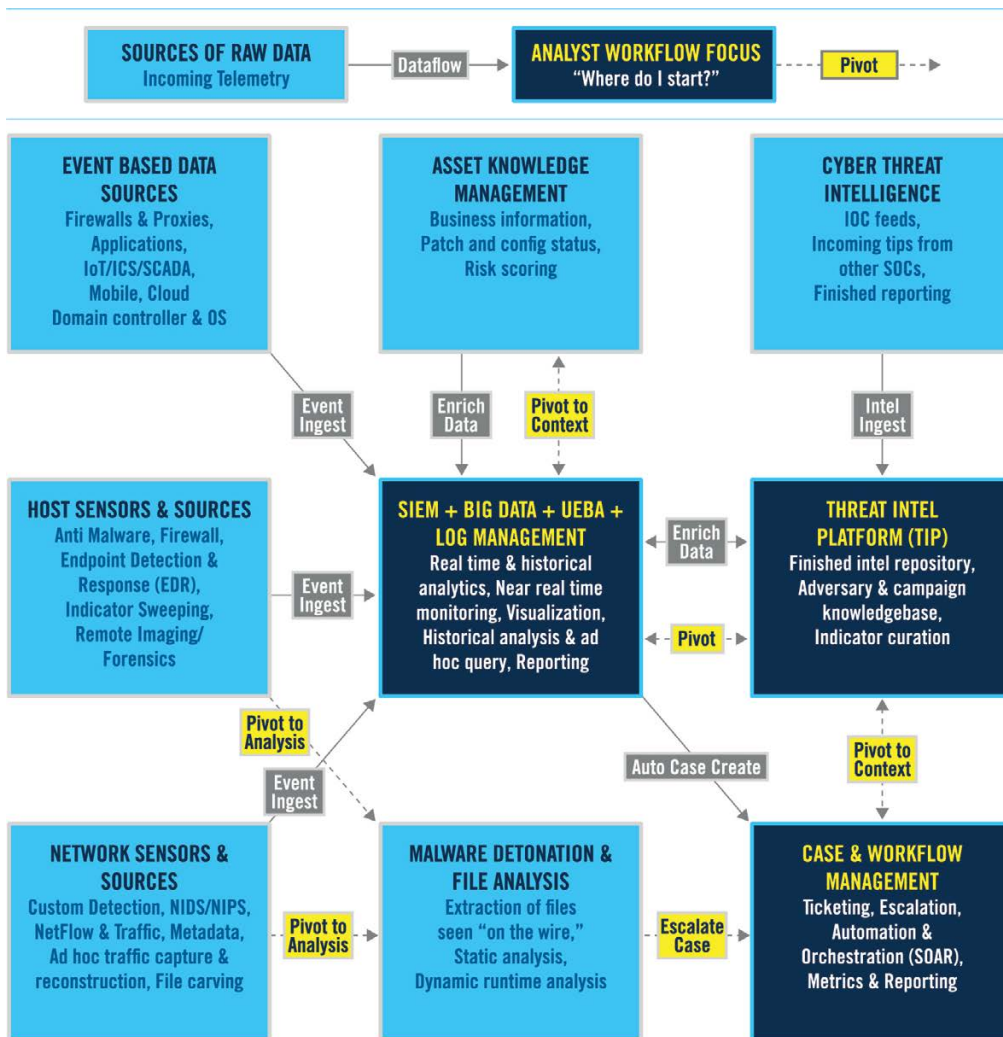 SOURCES OF RAW DATA
Incoming Telemetry
Dataflow
ANALYST WORKFLOW FOCUS
“Where do I start?”
Pivot
EVENT BASED DATA
SOURCES
Firewalls & Proxies,
Applications,
IoT/ICS/SCADA,
Mobile, Cloud
Domain controller & OS
ASSET KNOWLEDGE
MANAGEMENT
Business information,
Patch and config status,
Risk scoring
CYBER THREAT
INTELLIGENCE
IOC feeds,
Incoming tips from
other SOCs,
Finished reporting
Event
Ingest
Enrich
Data
Pivot to
Context
Intel
Ingest
HOST SENSORS & SOURCES
Anti Malware, Firewall,
Endpoint Detection &
Response (EDR),
Indicator Sweeping,
Remote Imaging/
Forensics
Event
Ingest
SIEM + BIG DATA + UEBA +
LOG MANAGEMENT
Real time & historical
analytics, Near real time
monitoring, Visualization,
Historical analysis & ad
hoc query, Reporting
Enrich
Data
Pivot
THREAT INTEL
PLATFORM (TIP)
Finished intel repository,
Adversary & campaign
knowledgebase,
Indicator curation
Pivot to
Analysis
Event
Ingest
Auto Case Create
Pivot to
Context
NETWORK SENSORS &
SOURCES
Custom Detection, NIDS/NIPS,
NetFlow & Traffic, Metadata,
Ad hoc traffic capture &
reconstruction, File carving
Pivot to
Analysis
MALWARE DETONATION &
FILE ANALYSIS
Extraction of files
seen “on the wire,”
Static analysis,
Dynamic runtime analysis
Escalate
Case
CASE & WORKFLOW
MANAGEMENT
Ticketing, Escalation,
Automation &
Orchestration (SOAR),
Metrics & Reporting